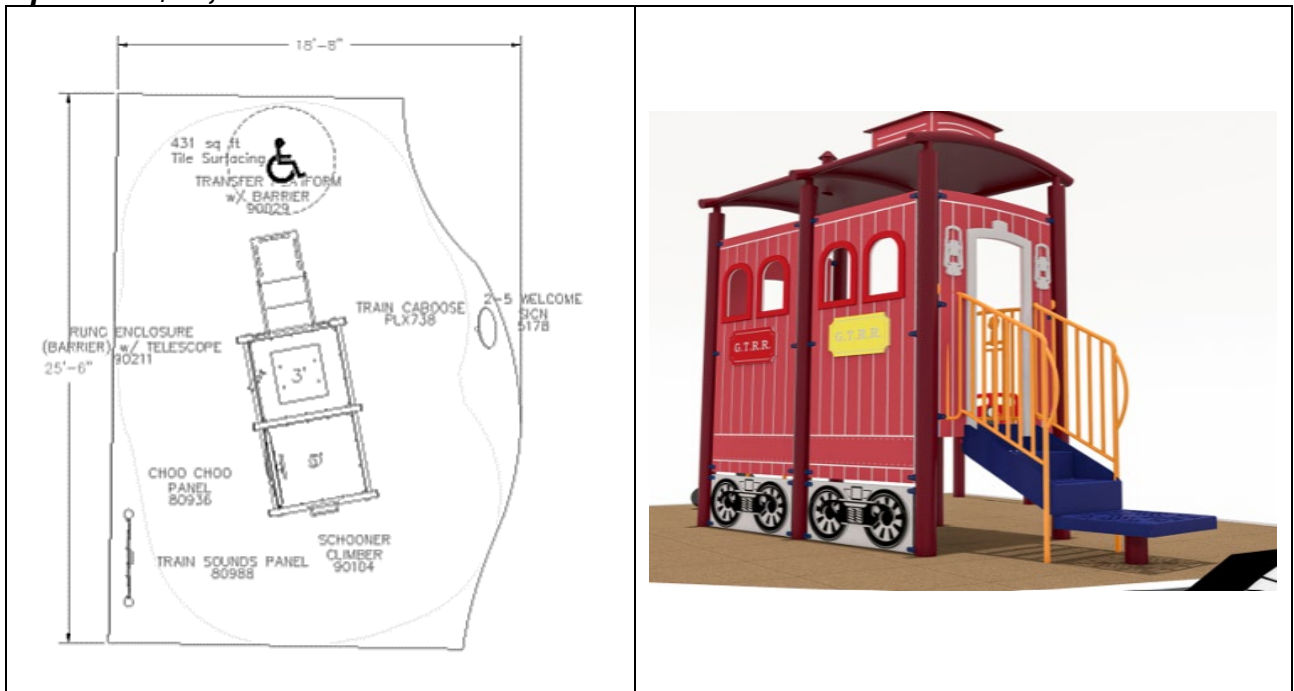 18'-8"
431 sq ft
Tile Surfacing
TRANSFER PLATFORM
w/ BARRIER
90029
TRAIN CABOOSE
PLX738
2-5 WELCOME
SIGN
5178
RUNG ENCLOSURE
(BARRIER) w/ TELESCOPE
90211
25'-6"
3'
5'
CHOO CHOO
PANEL
80936
TRAIN SOUNDS PANEL
80988
SCHOONER
CLIMBER
90104
G.T.R.R.
G.T.R.R.